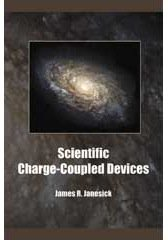 Scientific
Charge-Coupled Devices
James R. Janesick